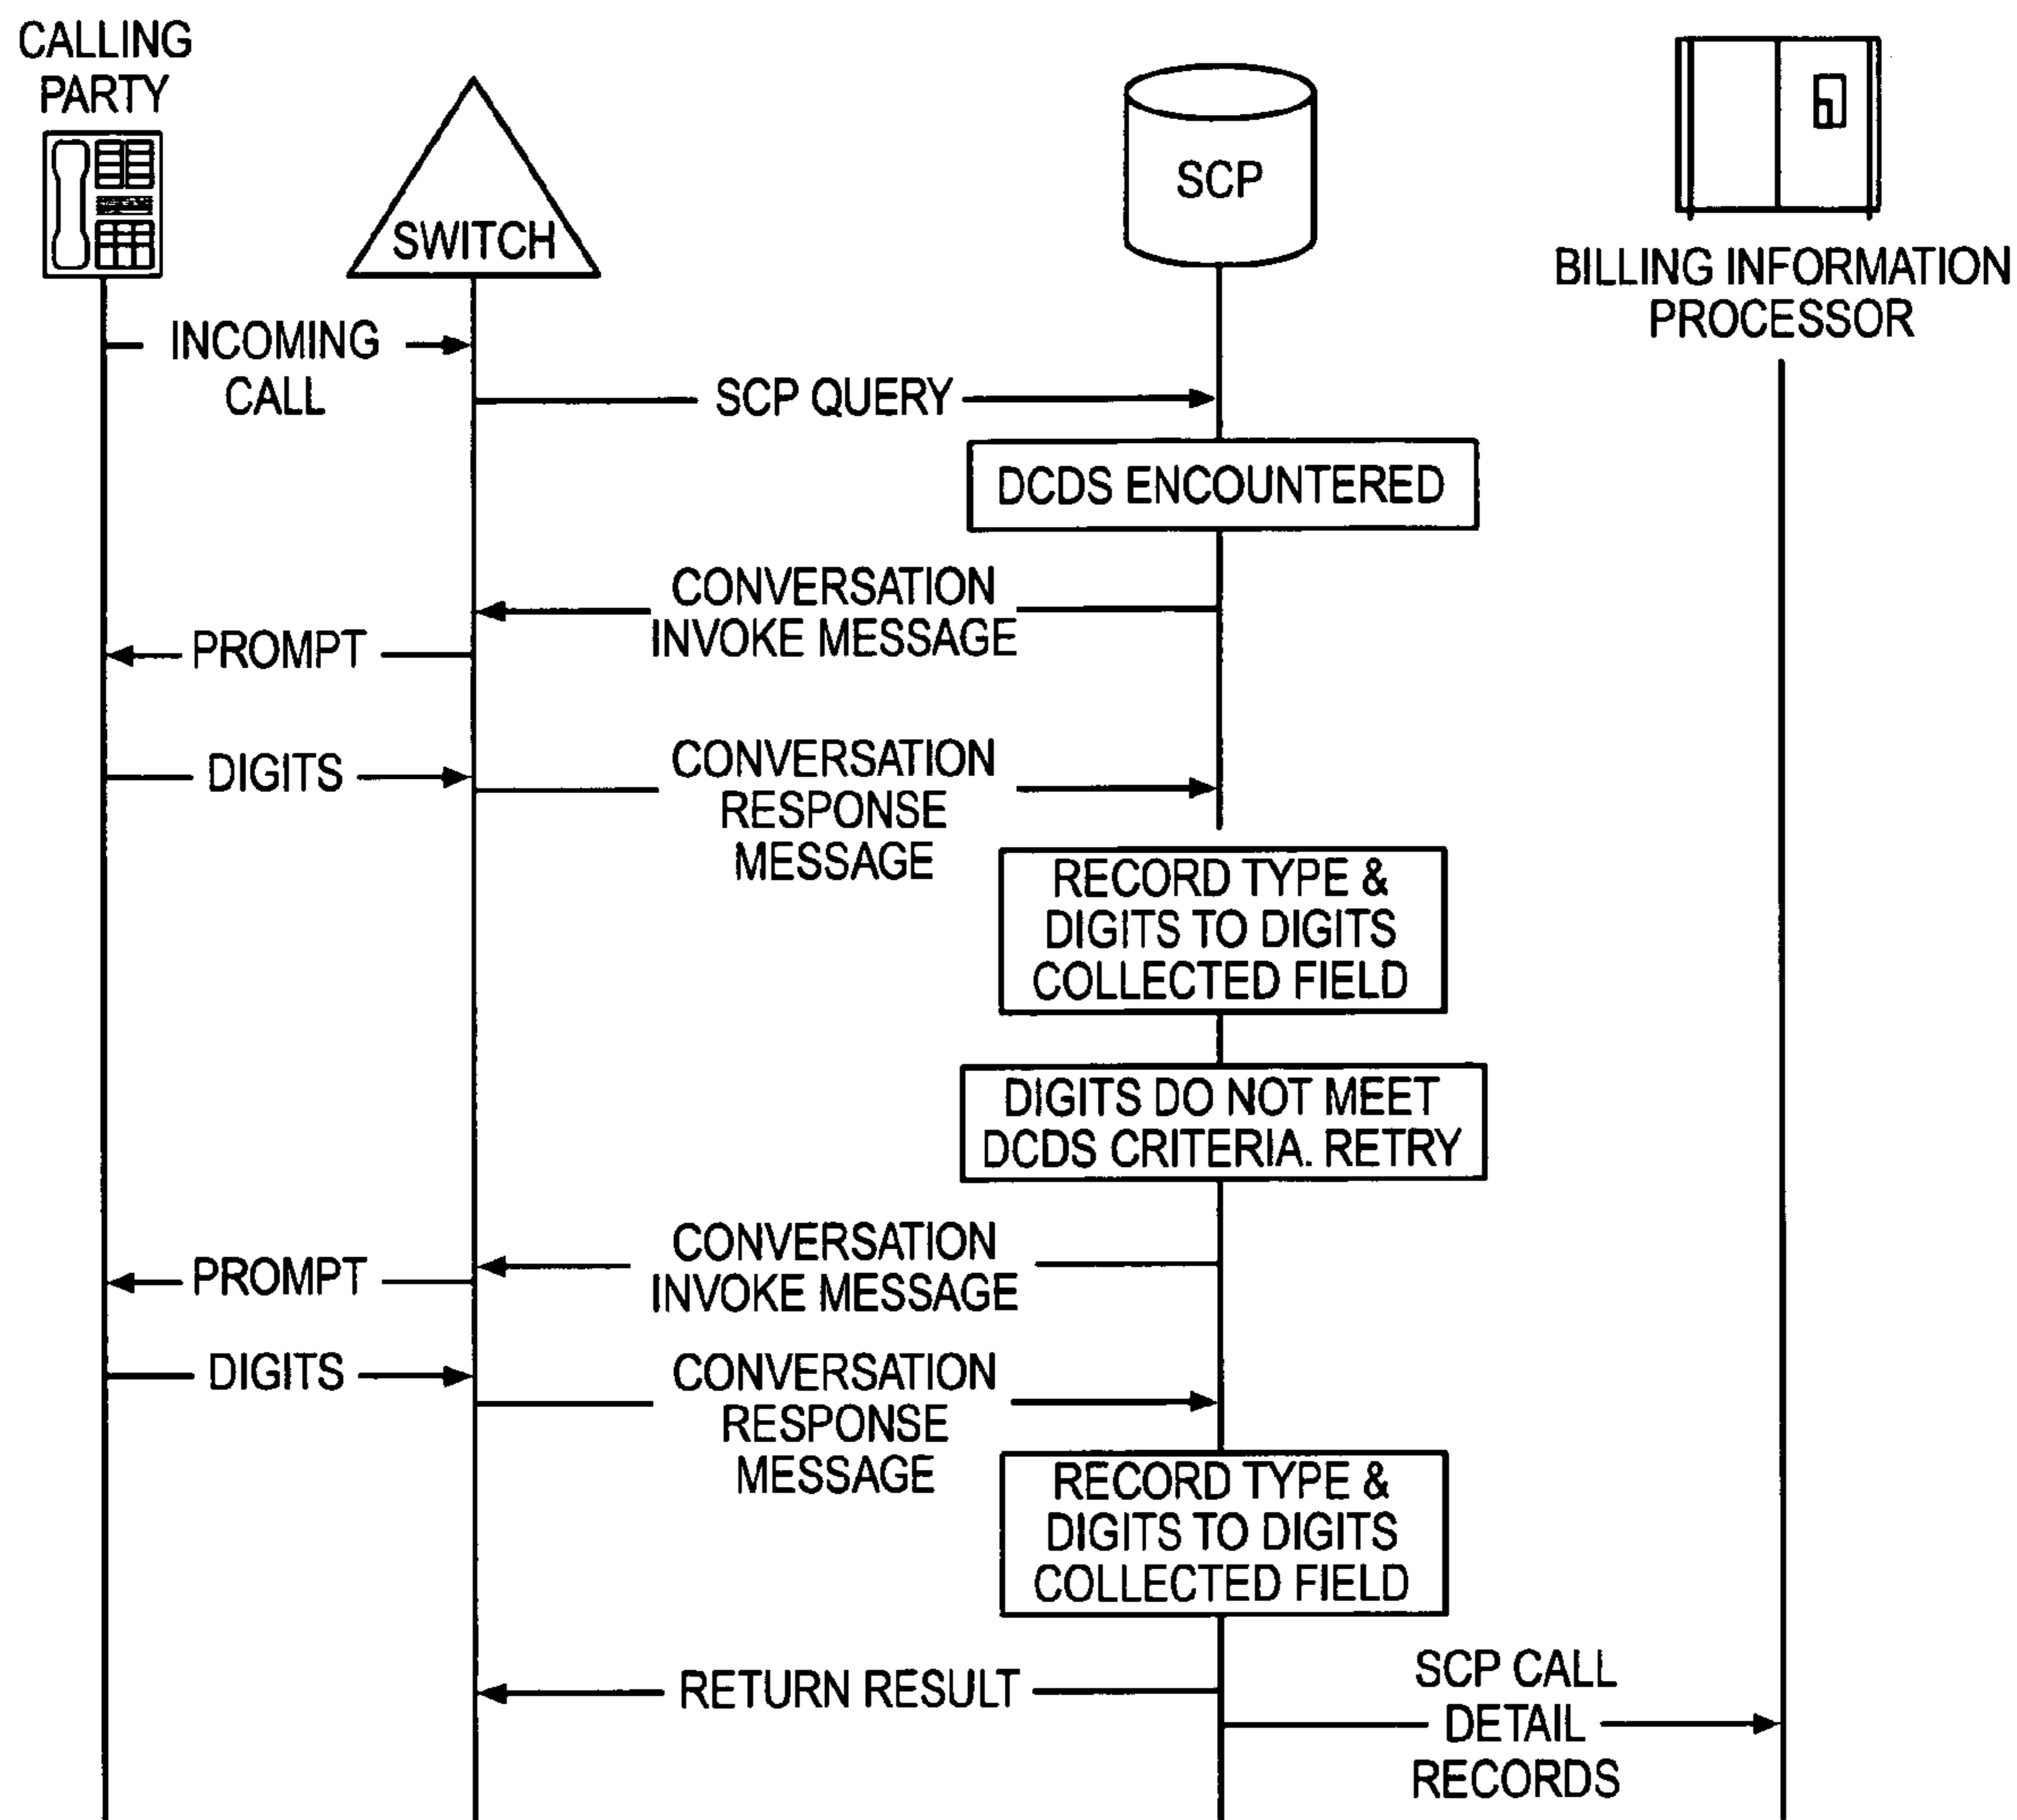 CALLING
PARTY
SWITCH
SCP
BILLING INFORMATION
PROCESSOR
INCOMING
CALL
SCP QUERY
DCDS ENCOUNTERED
CONVERSATION
INVOKE MESSAGE
PROMPT
DIGITS
CONVERSATION
RESPONSE
MESSAGE
RECORD TYPE &
DIGITS TO DIGITS
COLLECTED FIELD
DIGITS DO NOT MEET
DCDS CRITERIA. RETRY
CONVERSATION
INVOKE MESSAGE
PROMPT
DIGITS
CONVERSATION
RESPONSE
MESSAGE
RECORD TYPE &
DIGITS TO DIGITS
COLLECTED FIELD
RETURN RESULT
SCP CALL
DETAIL
RECORDS